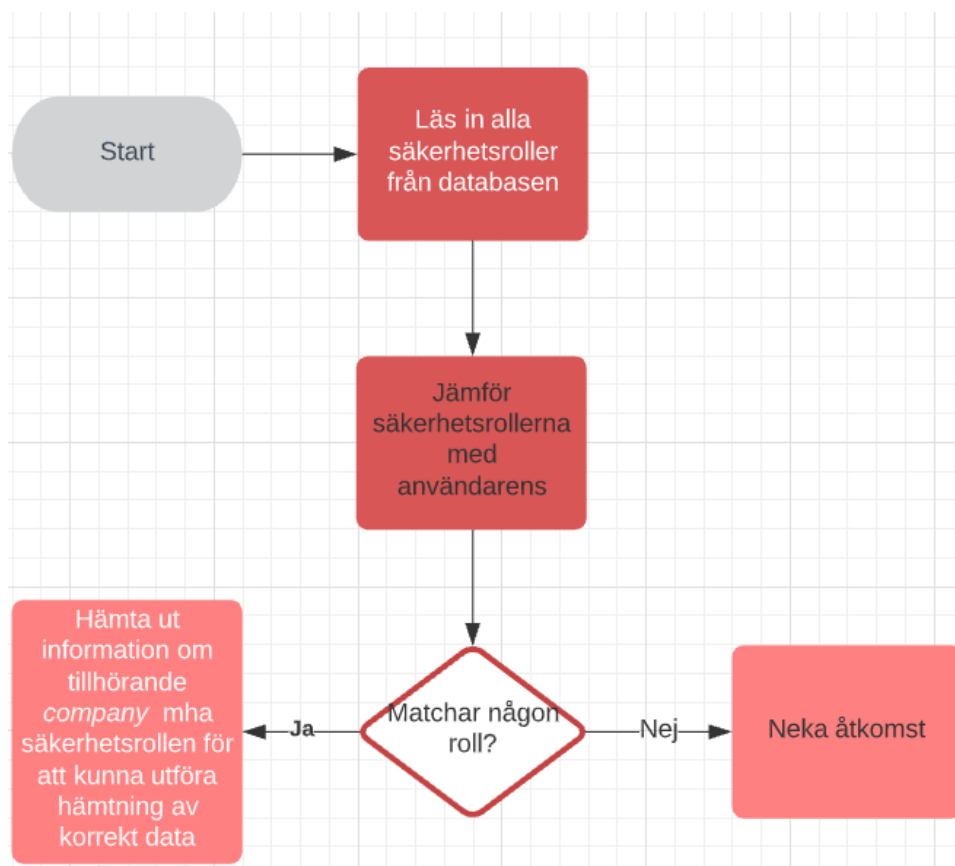 Start
Läs in alla
säkerhetsroller
från databasen
Jämför
säkerhetsrollerna
med
användarens
Matchar någon
roll?
Ja
Nej
Hämta ut
information om
tillhörande
company mha
säkerhetsrollen för
att kunna utföra
hämtning av
korrekt data
Neka åtkomst